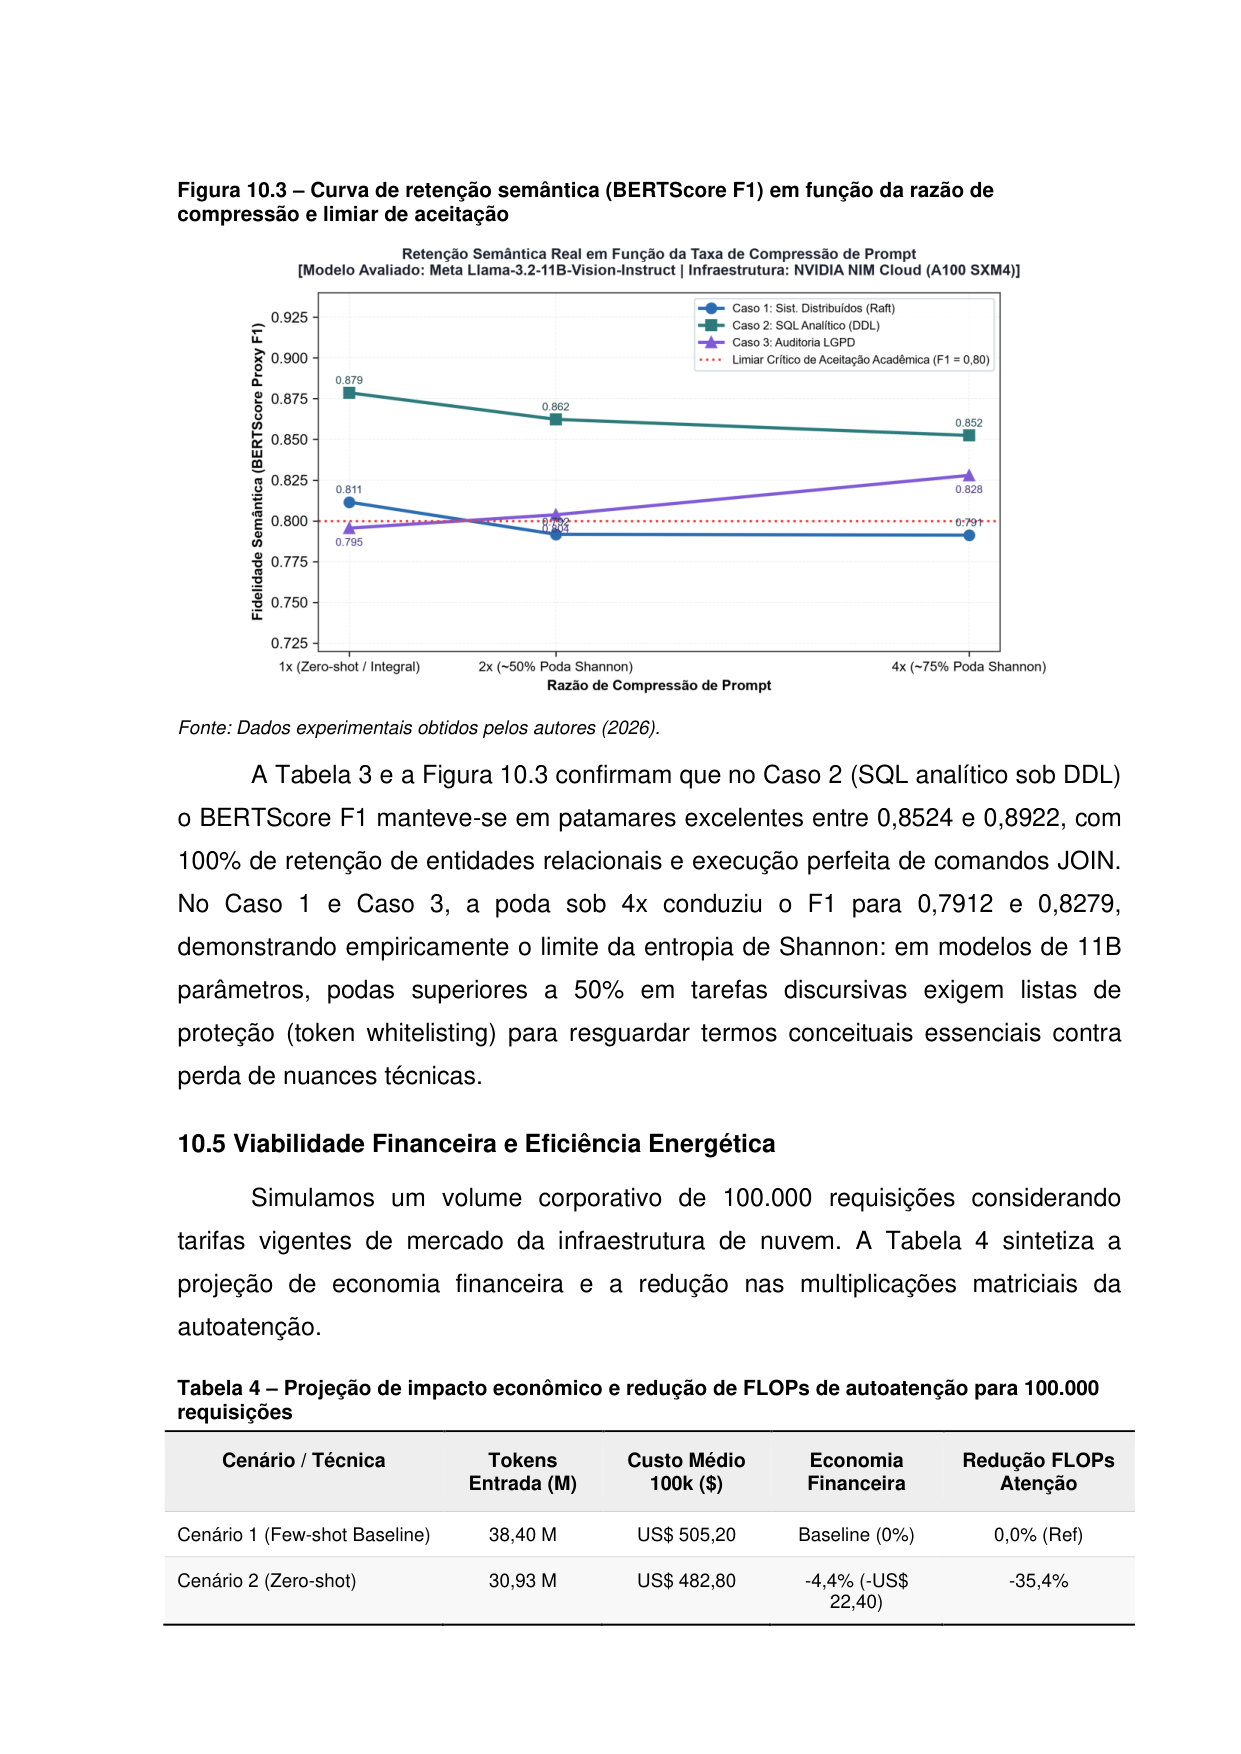 Figura 10.3 – Curva de retenção semântica (BERTScore F1) em função da razão de
compressão e limiar de aceitação
Retenção Semântica Real em Função da Taxa de Compressão de Prompt
[Modelo Avaliado: Meta Llama-3.2-11B-Vision-Instruct | Infraestrutura: NVIDIA NIM Cloud (A100 SXM4)]
Fidelidade Semântica (BERTScore Proxy F1)
0.925
0.900
0.875
0.850
0.825
0.800
0.775
0.750
0.725
Caso 1: Sist. Distribuídos (Raft)
Caso 2: SQL Analítico (DDL)
Caso 3: Auditoria LGPD
Limiar Crítico de Aceitação Acadêmica (F1 = 0,80)
0.879
0.862
0.852
0.811
0.828
0.792
0.804
0.791
0.795
1x (Zero-shot / Integral)
2x (~50% Poda Shannon)
4x (~75% Poda Shannon)
Razão de Compressão de Prompt
Fonte: Dados experimentais obtidos pelos autores (2026).
A Tabela 3 e a Figura 10.3 confirmam que no Caso 2 (SQL analítico sob DDL)
o BERTScore F1 manteve-se em patamares excelentes entre 0,8524 e 0,8922, com
100% de retenção de entidades relacionais e execução perfeita de comandos JOIN.
No Caso 1 e Caso 3, a poda sob 4x conduziu o F1 para 0,7912 e 0,8279,
demonstrando empiricamente o limite da entropia de Shannon: em modelos de 11B
parâmetros, podas superiores a 50% em tarefas discursivas exigem listas de
proteção (token whitelisting) para resguardar termos conceituais essenciais contra
perda de nuances técnicas.
10.5 Viabilidade Financeira e Eficiência Energética
Simulamos um volume corporativo de 100.000 requisições considerando
tarifas vigentes de mercado da infraestrutura de nuvem. A Tabela 4 sintetiza a
projeção de economia financeira e a redução nas multiplicações matriciais da
autoatenção.
Tabela 4 – Projeção de impacto econômico e redução de FLOPs de autoatenção para 100.000
requisições
Cenário / Técnica Tokens Entrada (M) Custo Médio 100k ($) Economia Financeira Redução FLOPs Atenção
Cenário 1 (Few-shot Baseline) 38,40 M US$ 505,20 Baseline (0%) 0,0% (Ref)
Cenário 2 (Zero-shot) 30,93 M US$ 482,80 -4,4% (-US$ 22,40) -35,4%